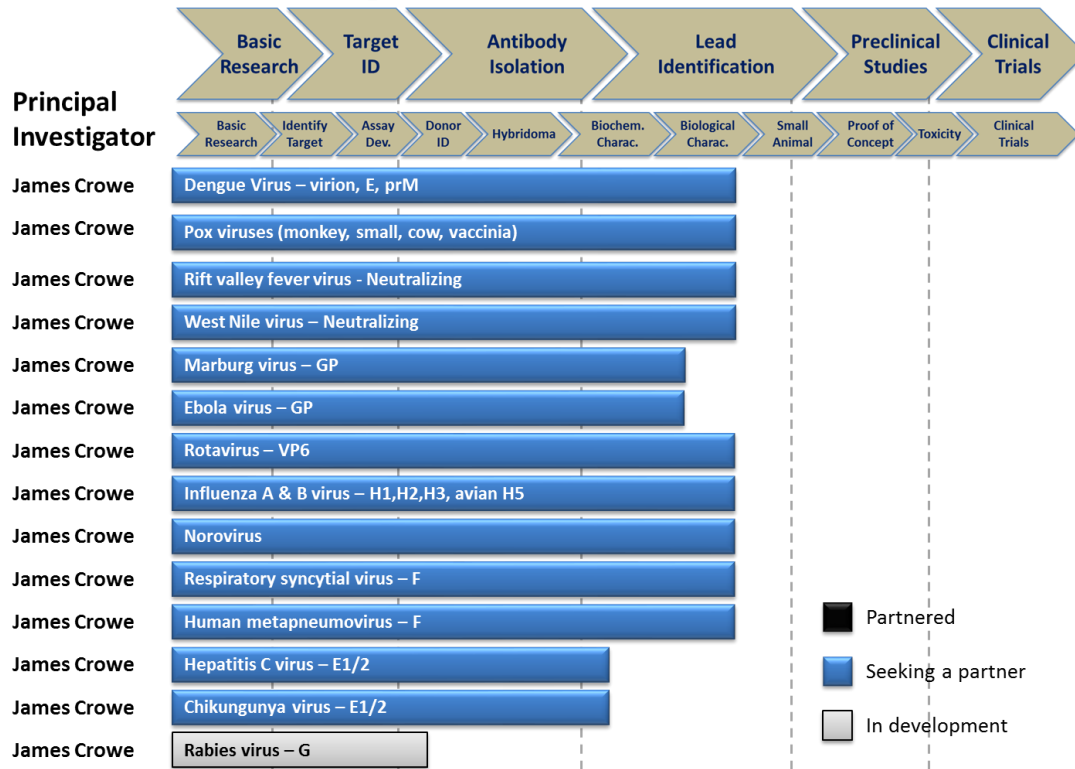 Basic
Research
Target
ID
Antibody
Isolation
Lead
Identification
Preclinical
Studies
Clinical
Trials
Principal
Investigator
Basic
Research
Identify
Target
Assay
Dev.
Donor
ID
Hybridoma
Biochem.
Charac.
Biological
Charac.
Small
Animal
Proof of
Concept
Toxicity
Clinical
Trials
James Crowe
Dengue Virus – virion, E, prM
James Crowe
Pox viruses (monkey, small, cow, vaccinia)
James Crowe
Rift valley fever virus - Neutralizing
James Crowe
West Nile virus – Neutralizing
James Crowe
Marburg virus – GP
James Crowe
Ebola virus – GP
James Crowe
Rotavirus – VP6
James Crowe
Influenza A & B virus – H1,H2,H3, avian H5
James Crowe
Norovirus
James Crowe
Respiratory syncytial virus – F
James Crowe
Human metapneumovirus – F
James Crowe
Hepatitis C virus – E1/2
James Crowe
Chikungunya virus – E1/2
James Crowe
Rabies virus – G
Partnered
Seeking a partner
In development